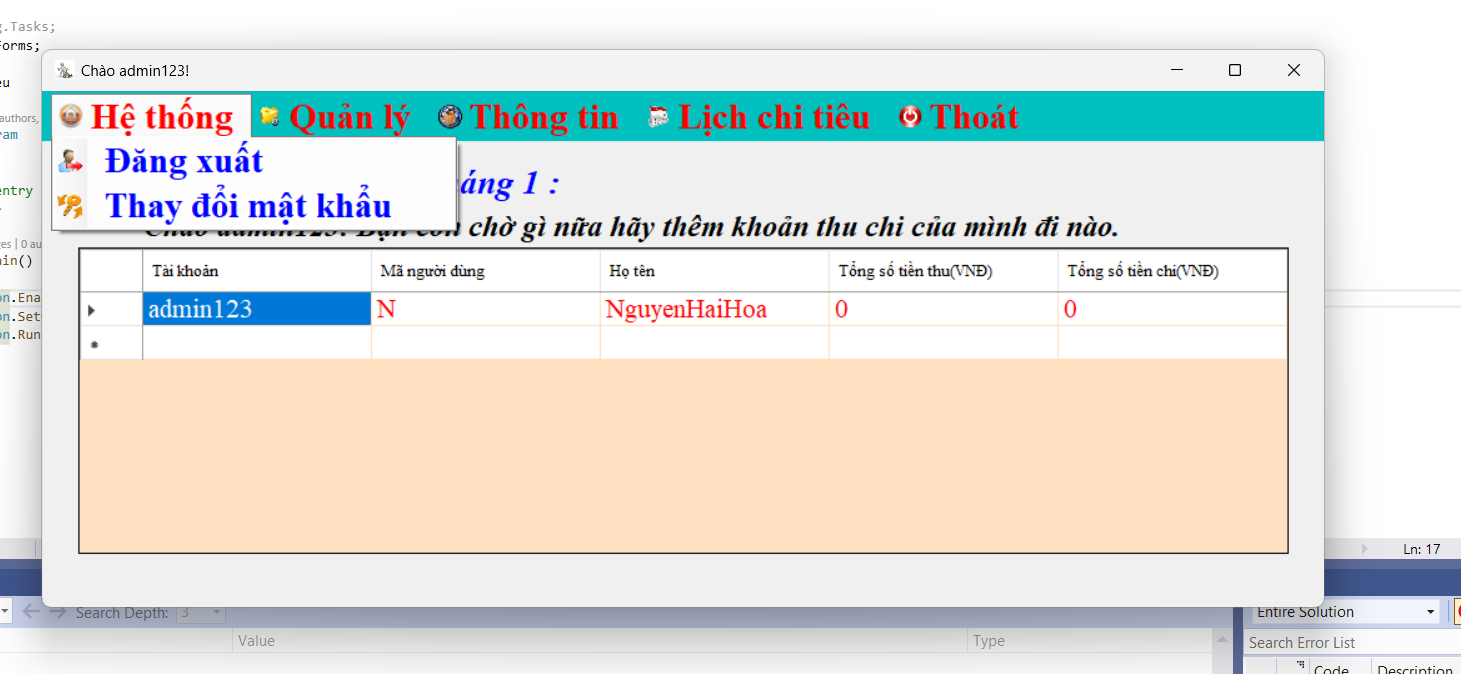 g.Tasks;
Forms;
Chào admin123!
eu
Hệ thống Quản lý Thông tin Lịch chi tiêu Thoát
authors,
ram
Đăng xuất
áng 1 :
entry
Thay đổi mật khẩu
Chào admin123! Bạn còn chờ gì nữa hãy thêm khoản thu chi của mình đi nào.
es | 0 au
ain()
Tài khoản Mã người dùng Họ tên Tổng số tiền thu(VNĐ) Tổng số tiền chi(VNĐ)
on.Ena
admin123 N NguyenHaiHoa 0 0
on.Set
on.Run
Ln: 17
Search Depth: 3
Entire Solution
Value Type
Search Error List
Code Description